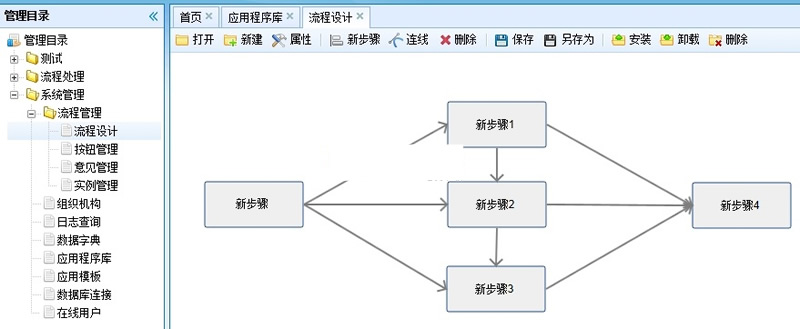 管理目录
管理目录
测试
流程处理
系统管理
流程管理
流程设计
按钮管理
意见管理
实例管理
组织机构
日志查询
数据字典
应用程序库
应用模板
数据库连接
在线用户
首页 应用程序库 流程设计
打开 新建 属性 新步骤 连线 删除 保存 另存为 安装 卸载 删除
新步骤1
新步骤 新步骤2 新步骤4
新步骤3